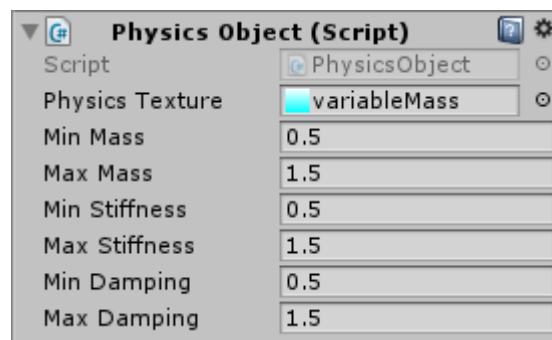 Physics Object (Script)
Script PhysicsObject
Physics Texture variableMass
Min Mass 0.5
Max Mass 1.5
Min Stiffness 0.5
Max Stiffness 1.5
Min Damping 0.5
Max Damping 1.5